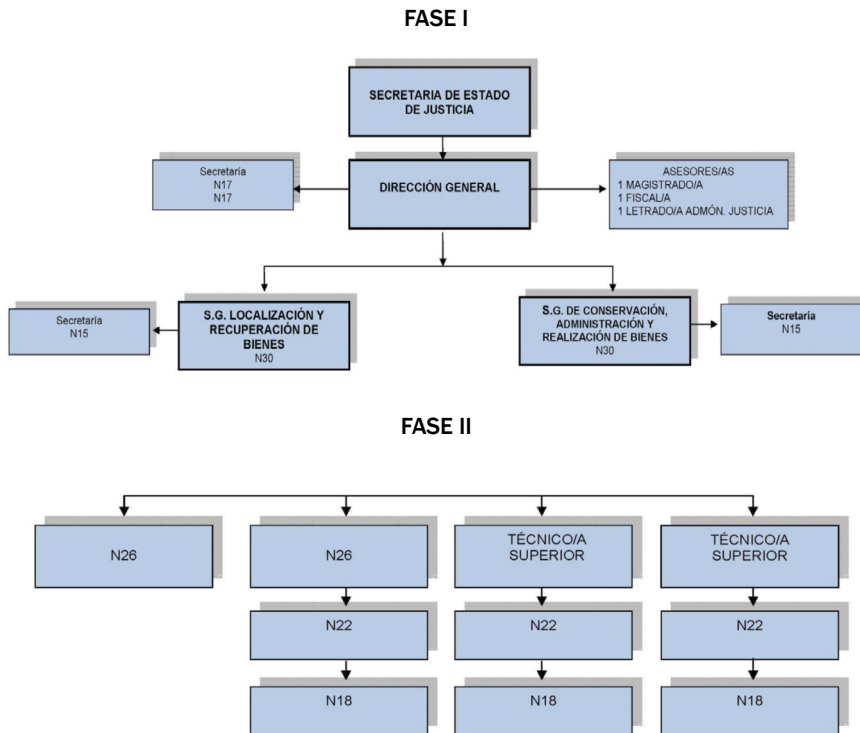 FASE I
SECRETARIA DE ESTADO
DE JUSTICIA
Secretaría
N17
N17
DIRECCIÓN GENERAL
ASESORES/AS
1 MAGISTRADO/A
1 FISCAL/A
1 LETRADO/A ADMÓN. JUSTICIA
Secretaría
N15
S.G. LOCALIZACIÓN Y
RECUPERACIÓN DE
BIENES
N30
S.G. DE CONSERVACIÓN,
ADMINISTRACIÓN Y
REALIZACIÓN DE BIENES
N30
Secretaría
N15
FASE II
N26
N26
TÉCNICO/A
SUPERIOR
TÉCNICO/A
SUPERIOR
N22
N22
N22
N18
N18
N18